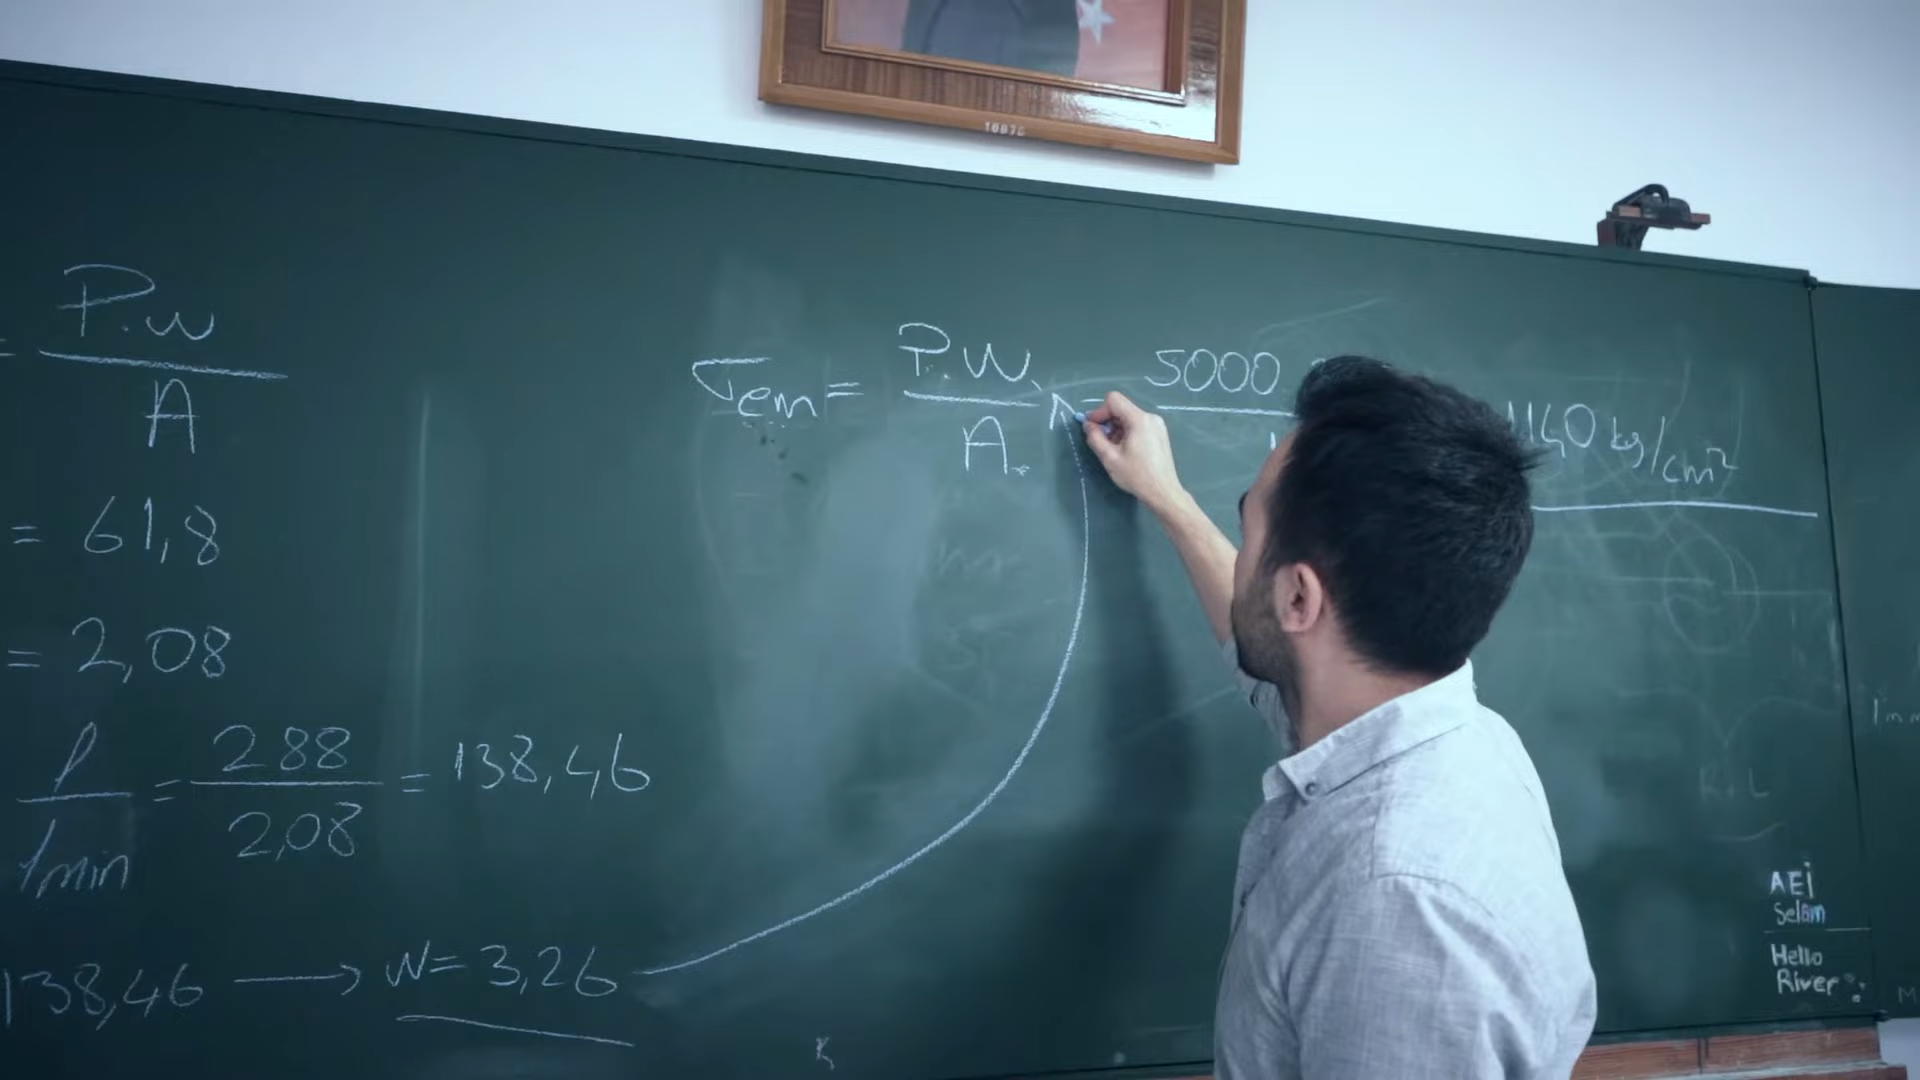 = P.w / A
= 61,8
= 2,08
l / lmin = 288 / 2,08 = 138,46
138,46 → W = 3,26
σem = P.W / A = 5000
1140 kg/cm²
AEİ
Selam
Hello
River